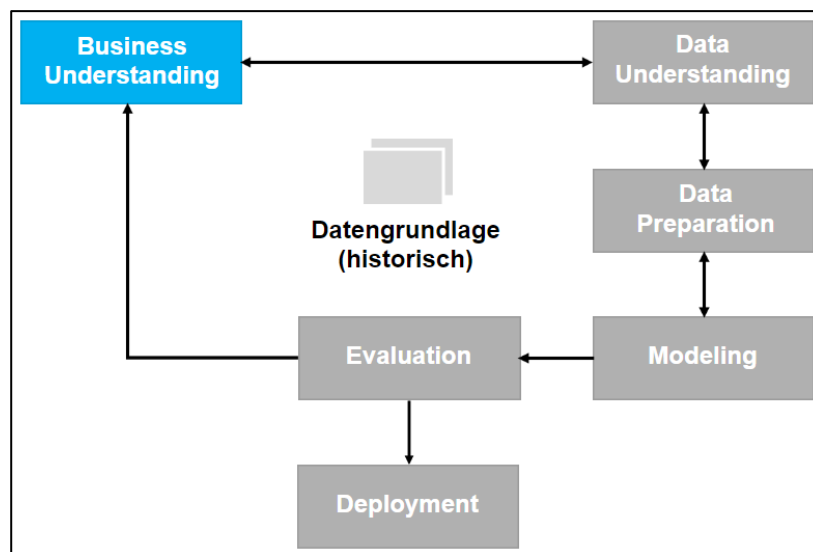 Business
Understanding
Data
Understanding
Datengrundlage
(historisch)
Data
Preparation
Evaluation
Modeling
Deployment